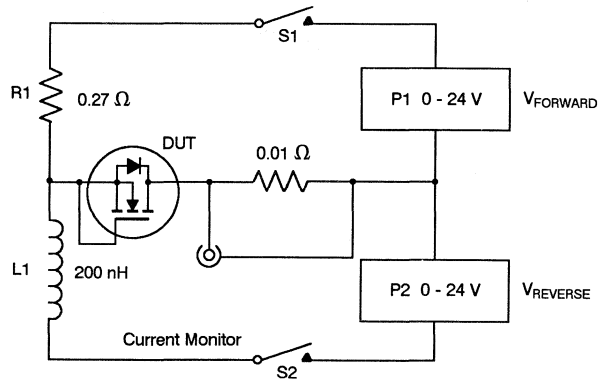 S1
R1
0.27 Ω
P1 0 - 24 V
VFORWARD
DUT
0.01 Ω
L1
200 nH
P2 0 - 24 V
VREVERSE
Current Monitor
S2